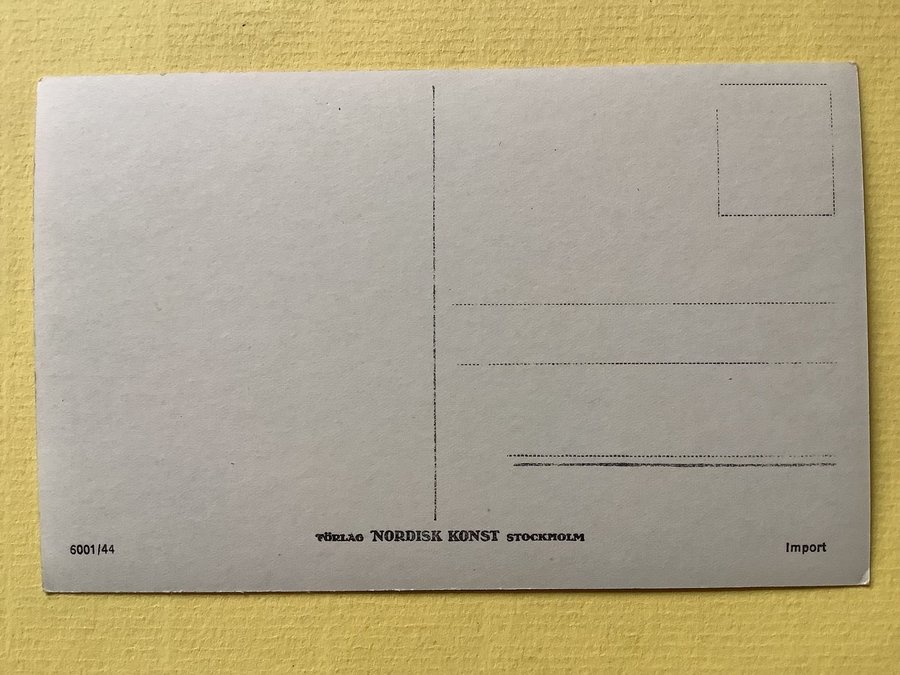 6001/44
FÖRLAG NORDISK KONST STOCKHOLM
Import